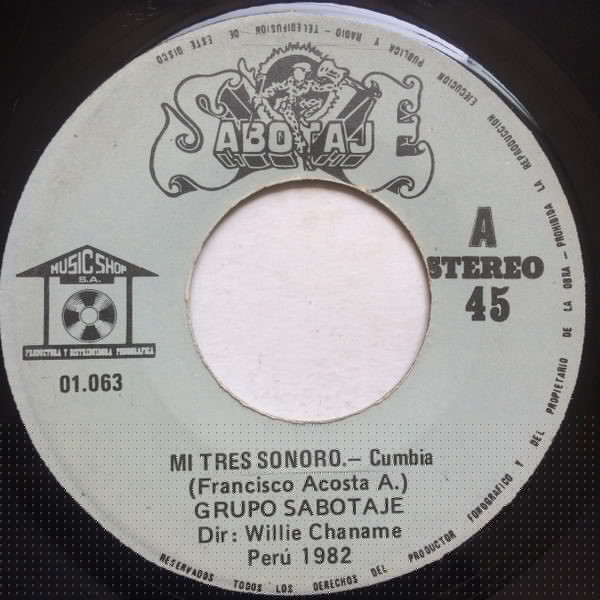 SABOTAJE
A
STEREO
45
MUSIC SHOP
S.A.
PRODUCTORA Y DISTRIBUIDORA FONOGRAFICA
01.063
MI TRES SONORO.– Cumbia
(Francisco Acosta A.)
GRUPO SABOTAJE
Dir: Willie Chaname
Perú 1982
RESERVADOS TODOS LOS DERECHOS DEL PRODUCTOR FONOGRAFICO Y DEL PROPIETARIO DE LA OBRA – PROHIBIDA LA REPRODUCCION EJECUCION PUBLICA Y RADIO – TELEDIFUSION DE ESTE DISCO